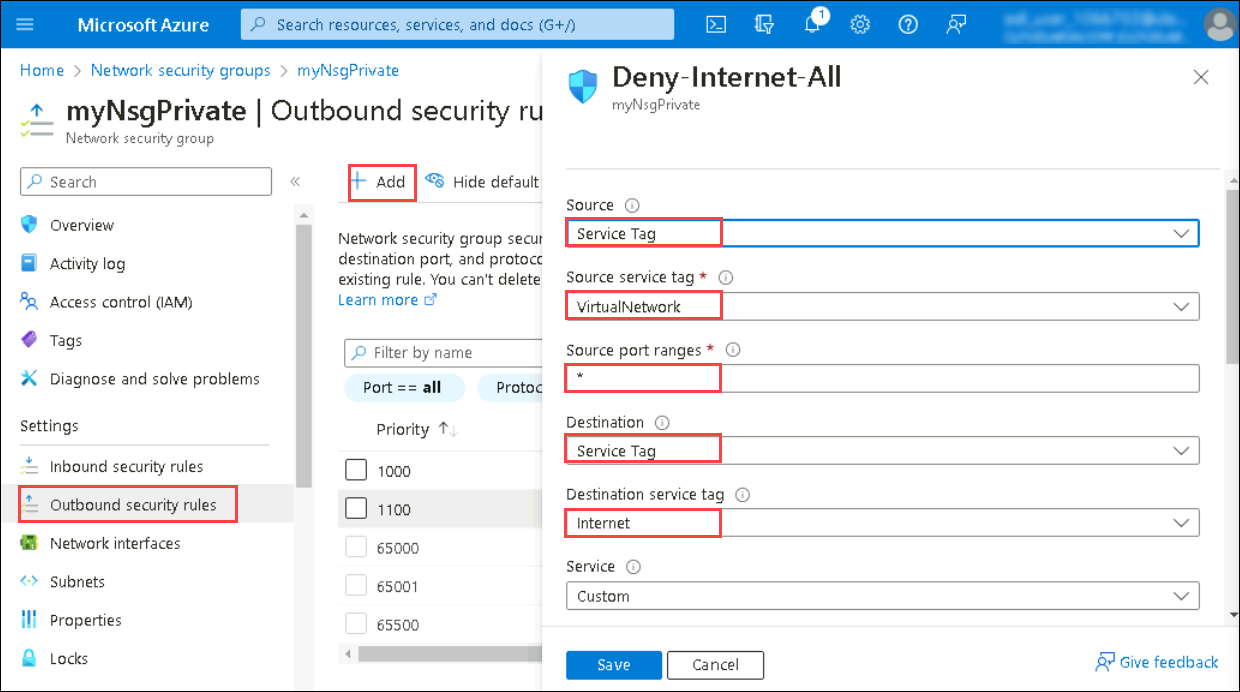 Microsoft Azure
Search resources, services, and docs (G+/)
1
Home > Network security groups > myNsgPrivate
myNsgPrivate | Outbound security ru
Network security group
Search
«
Overview
Activity log
Access control (IAM)
Tags
Diagnose and solve problems
Settings
Inbound security rules
Outbound security rules
Network interfaces
Subnets
Properties
Locks
+ Add
Hide default
Network security group secur
destination port, and protoco
existing rule. You can't delete
Learn more
Filter by name
Port == all
Protoc
Priority ↑↓
1000
1100
65000
65001
65500
Deny-Internet-All
myNsgPrivate
Source
Service Tag
Source service tag *
VirtualNetwork
Source port ranges *
*
Destination
Service Tag
Destination service tag
Internet
Service
Custom
Save
Cancel
Give feedback